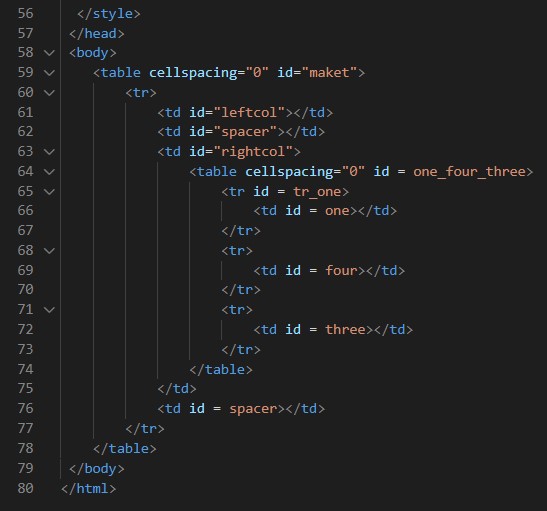 56 </style>
57 </head>
58 <body>
59 <table cellspacing="0" id="maket">
60 <tr>
61 <td id="leftcol"></td>
62 <td id="spacer"></td>
63 <td id="rightcol">
64 <table cellspacing="0" id = one_four_three>
65 <tr id = tr_one>
66 <td id = one></td>
67 </tr>
68 <tr>
69 <td id = four></td>
70 </tr>
71 <tr>
72 <td id = three></td>
73 </tr>
74 </table>
75 </td>
76 <td id = spacer></td>
77 </tr>
78 </table>
79 </body>
80 </html>